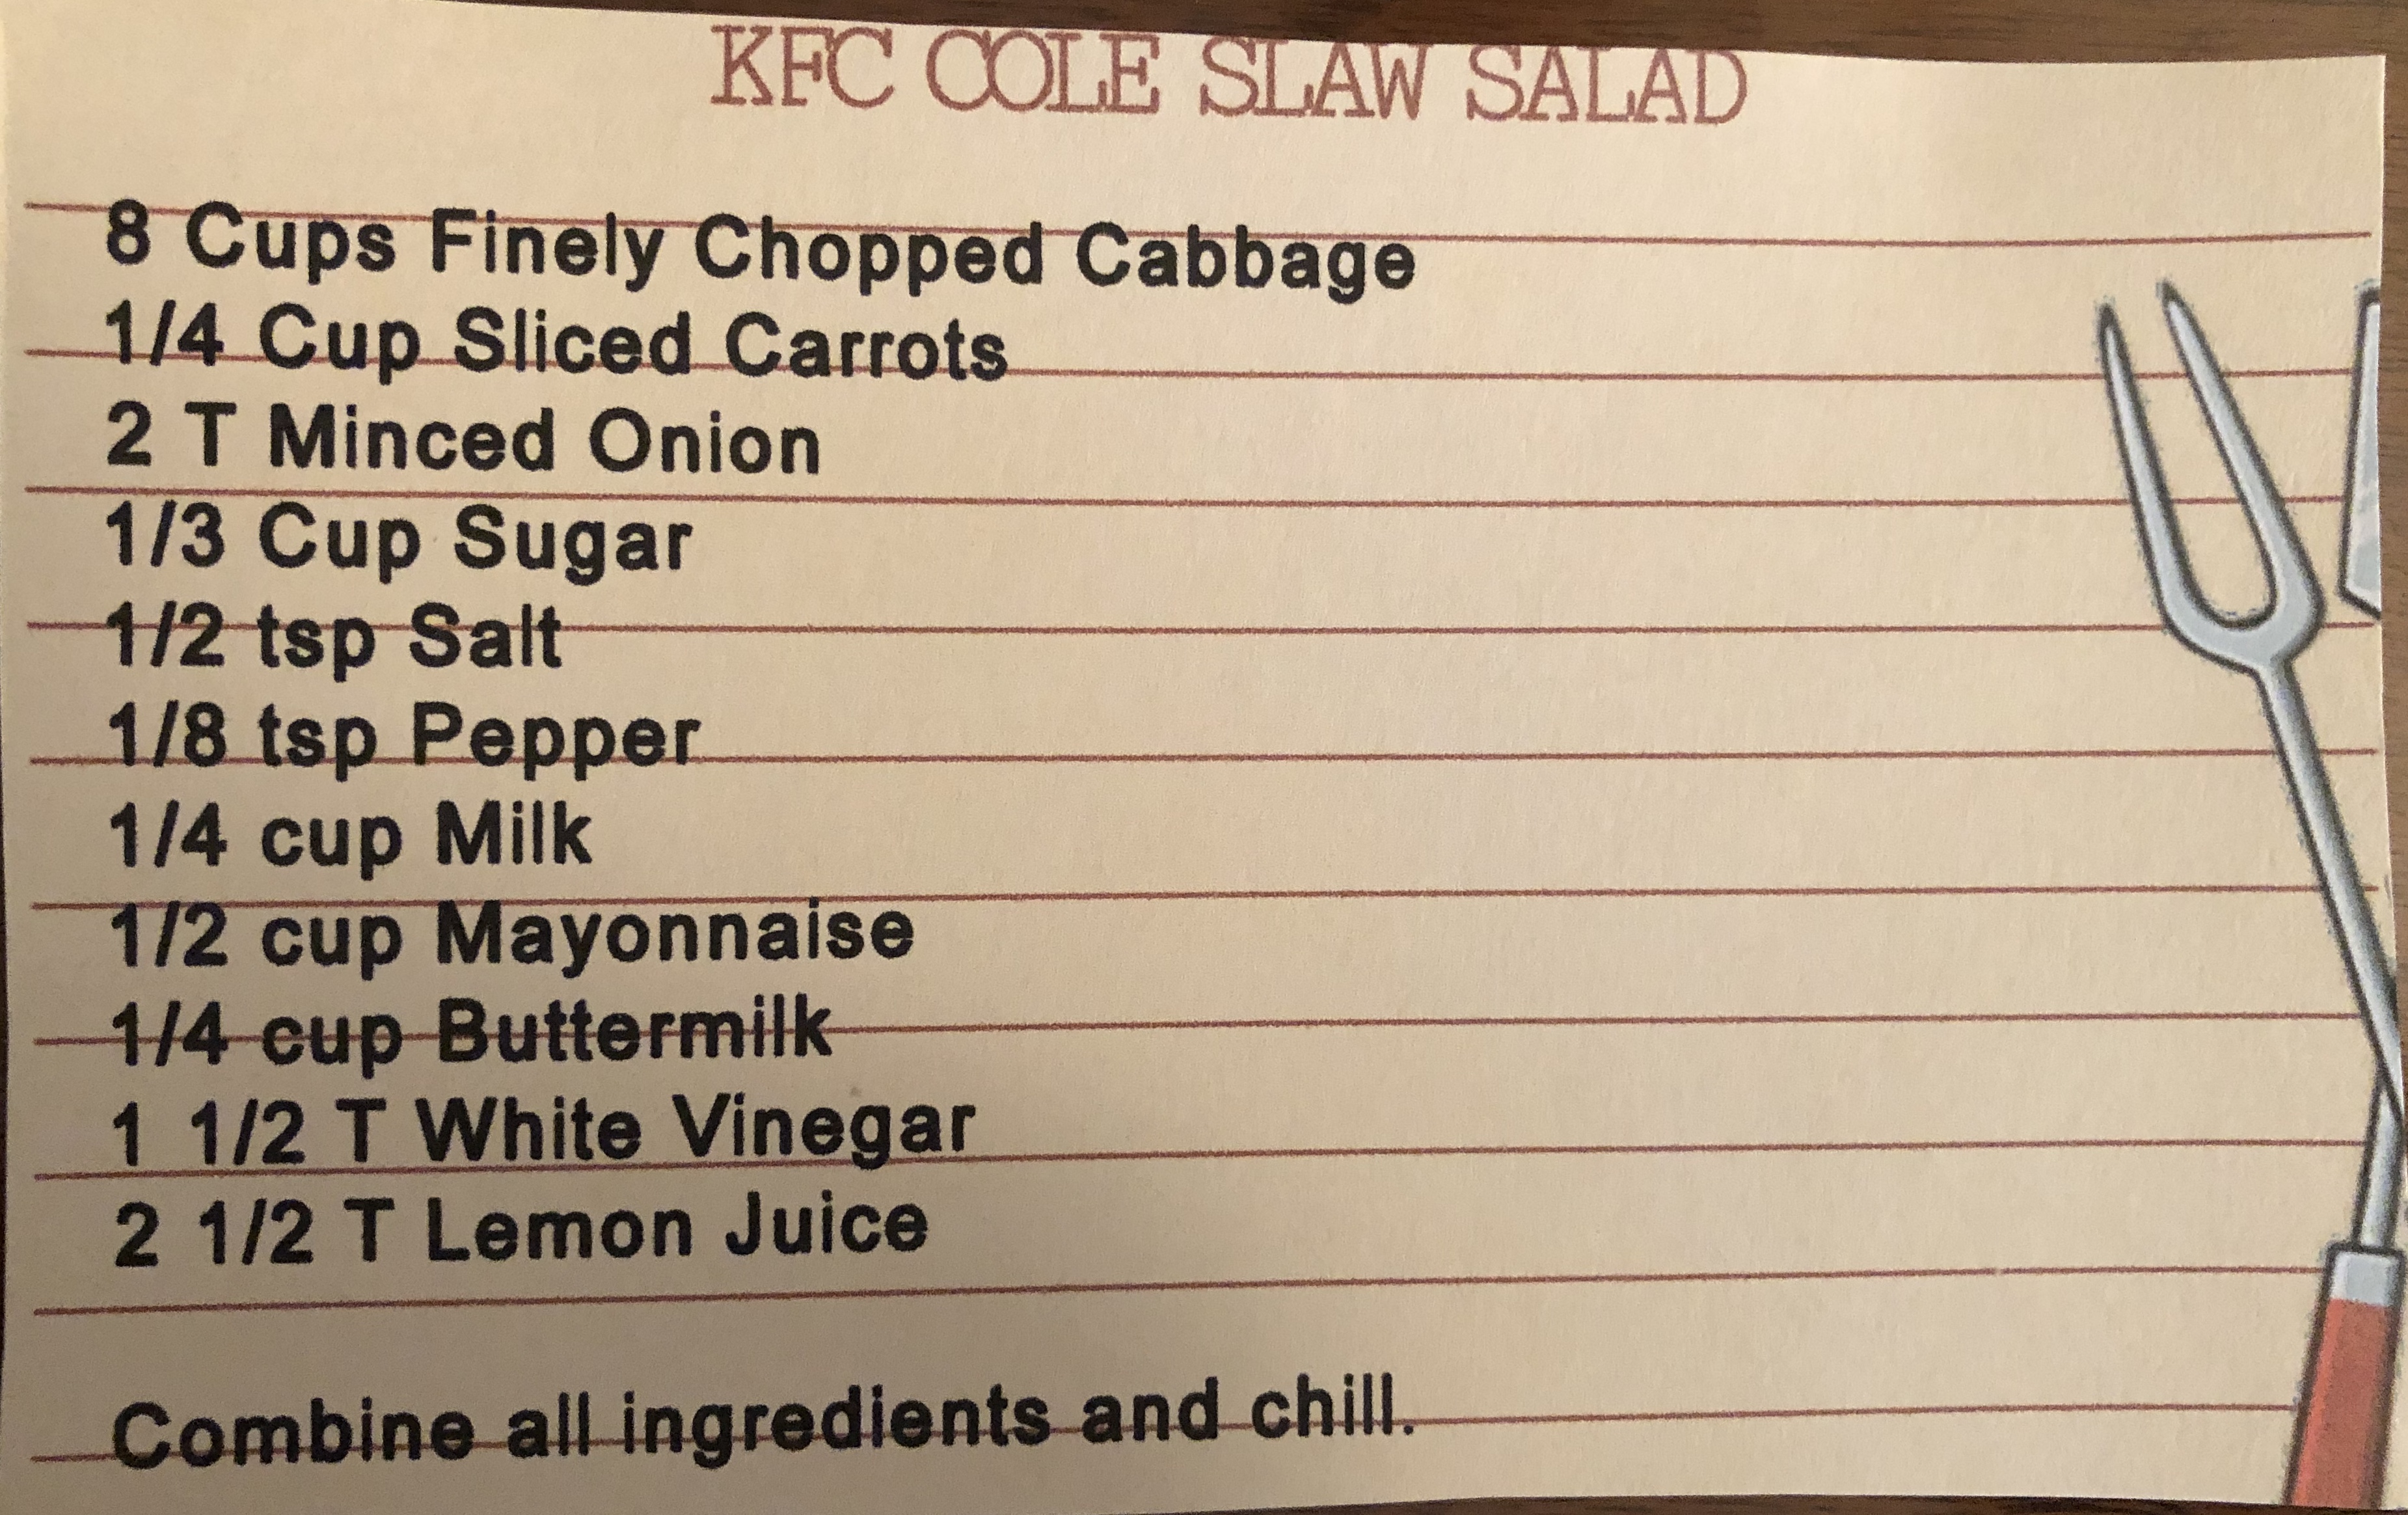 KFC COLE SLAW SALAD
8 Cups Finely Chopped Cabbage
1/4 Cup Sliced Carrots
2 T Minced Onion
1/3 Cup Sugar
1/2 tsp Salt
1/8 tsp Pepper
1/4 cup Milk
1/2 cup Mayonnaise
1/4 cup Buttermilk
1 1/2 T White Vinegar
2 1/2 T Lemon Juice
Combine all ingredients and chill.